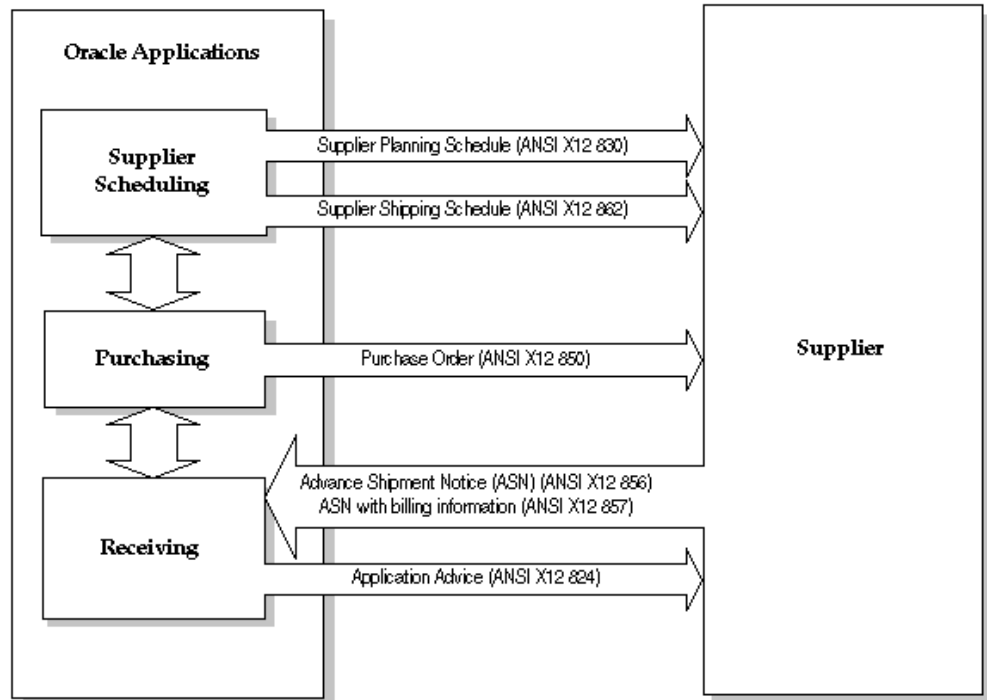 Oracle Applications
Supplier
Scheduling
Supplier Planning Schedule (ANSI X12 830)
Supplier Shipping Schedule (ANSI X12 862)
Purchasing
Purchase Order (ANSI X12 850)
Supplier
Advance Shipment Notice (ASN) (ANSI X12 856)
ASN with billing information (ANSI X12 857)
Receiving
Application Advice (ANSI X12 824)